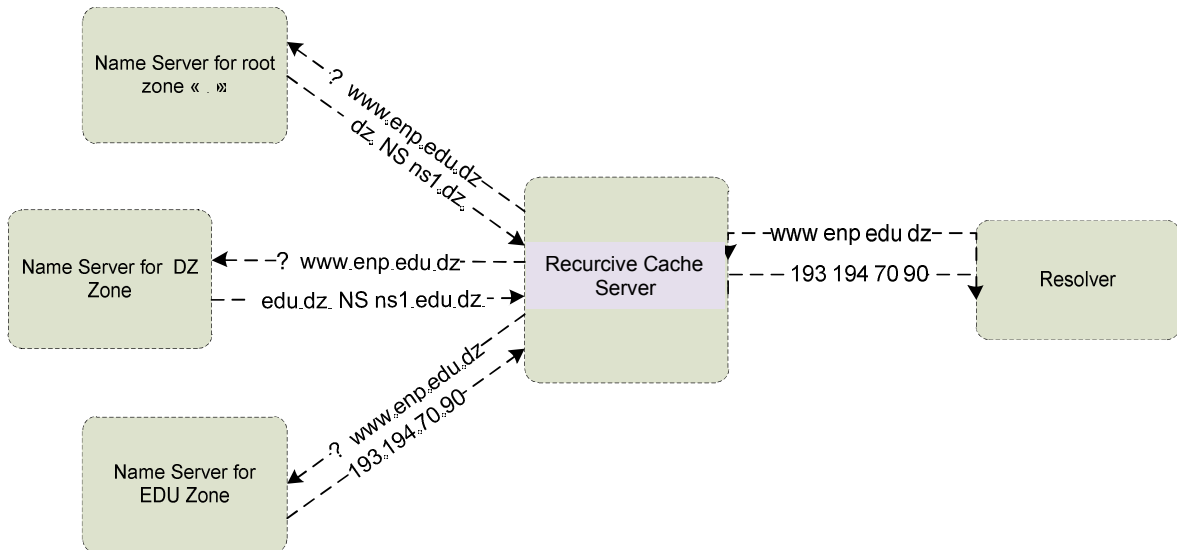 Name Server for root
zone « . »
? www.enp.edu.dz
dz. NS ns1.dz.
Name Server for DZ
Zone
? www.enp.edu.dz
edu.dz. NS ns1.edu.dz.
Recurcive Cache
Server
www enp edu dz
193 194 70 90
Resolver
? www.enp.edu.dz
193.194.70.90
Name Server for
EDU Zone